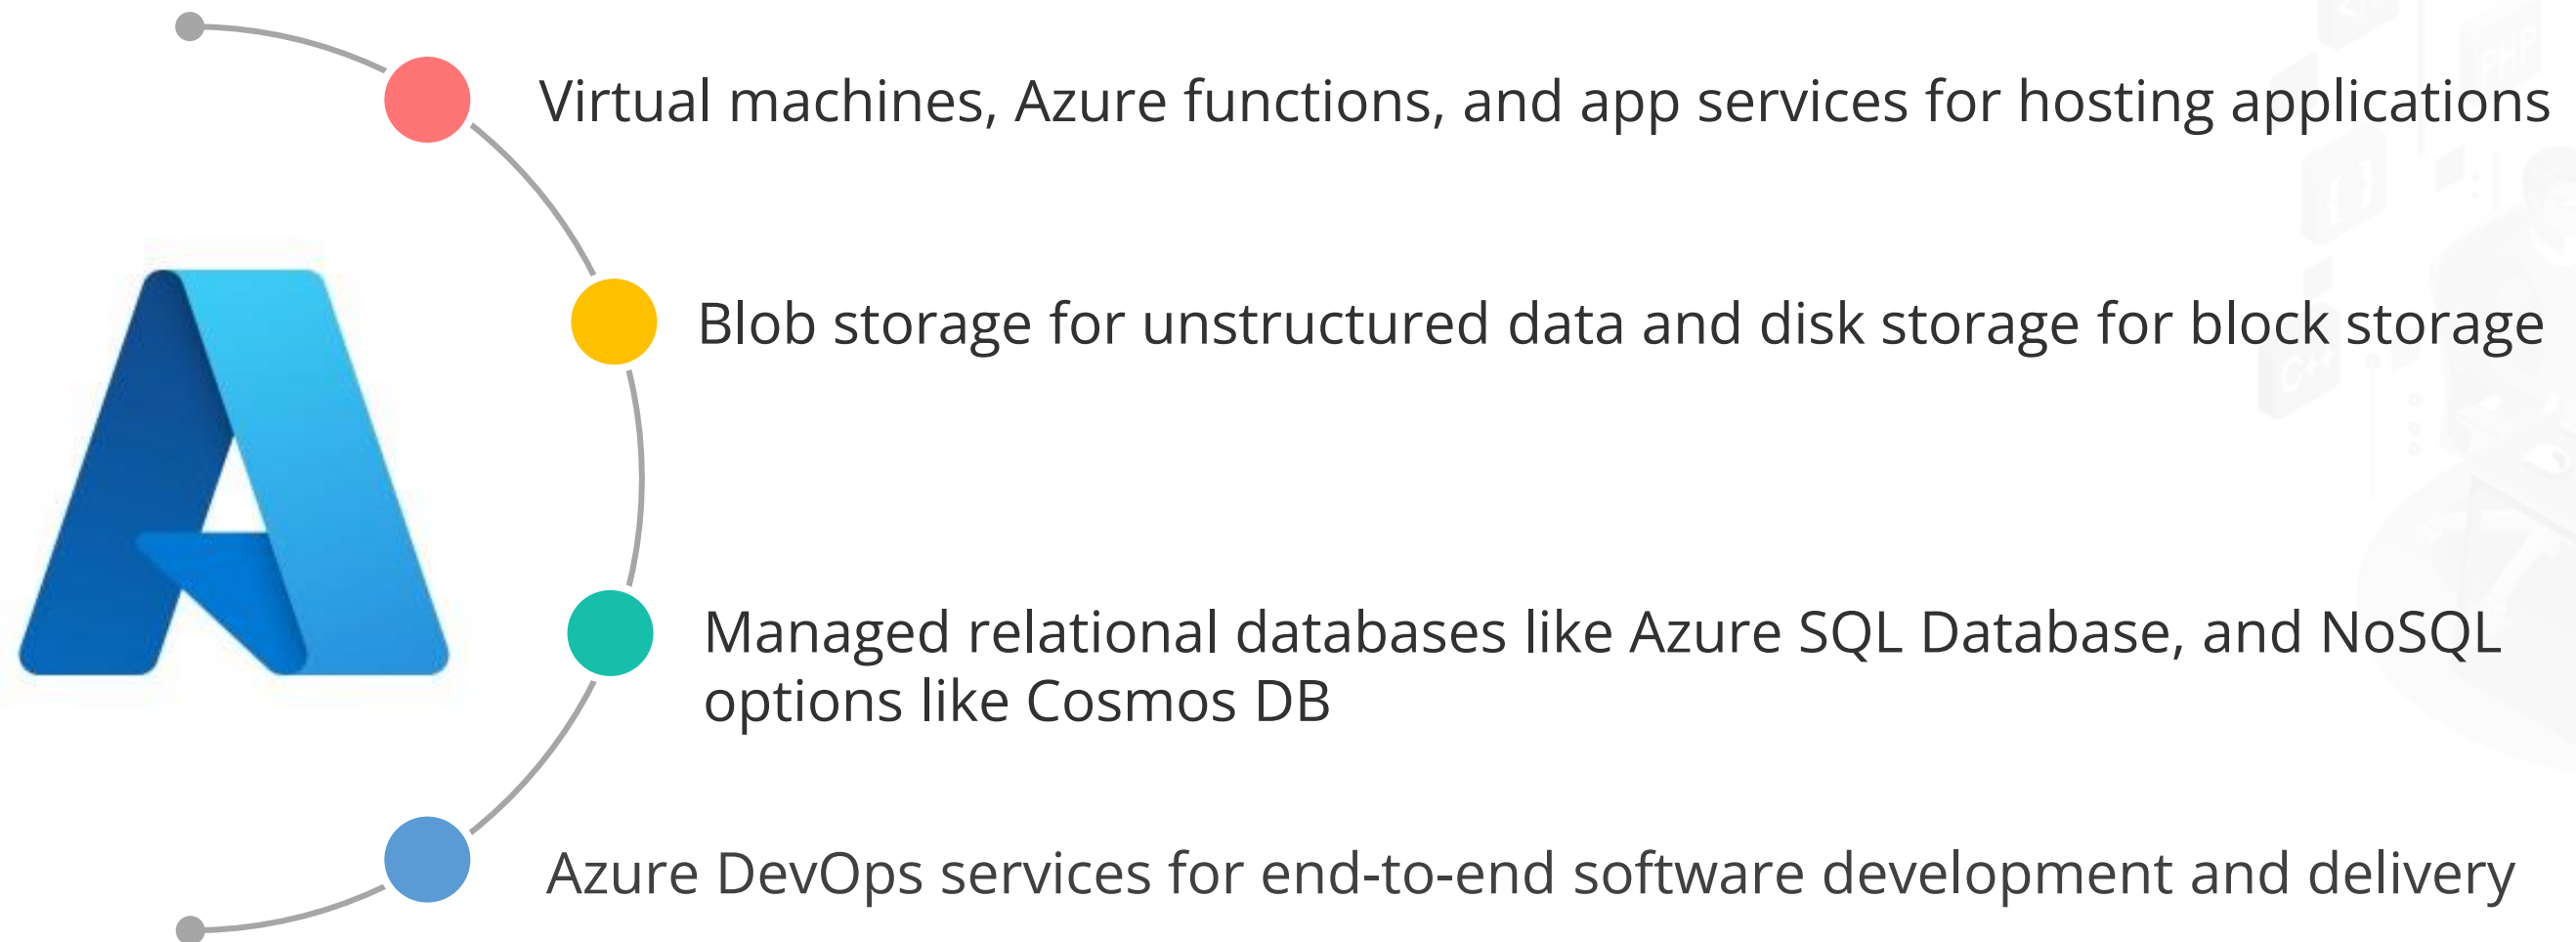 Virtual machines, Azure functions, and app services for hosting applications
Blob storage for unstructured data and disk storage for block storage
C++
{ }
PHP
Managed relational databases like Azure SQL Database, and NoSQL
options like Cosmos DB
Azure DevOps services for end-to-end software development and delivery